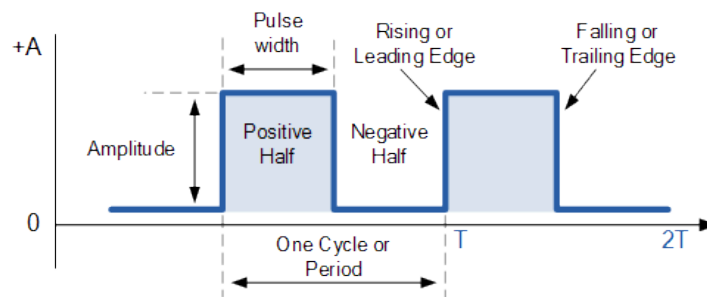 +A
Pulse
width
Rising or
Leading Edge
Falling or
Trailing Edge
Amplitude
Positive
Half
Negative
Half
0
T
2T
One Cycle or
Period